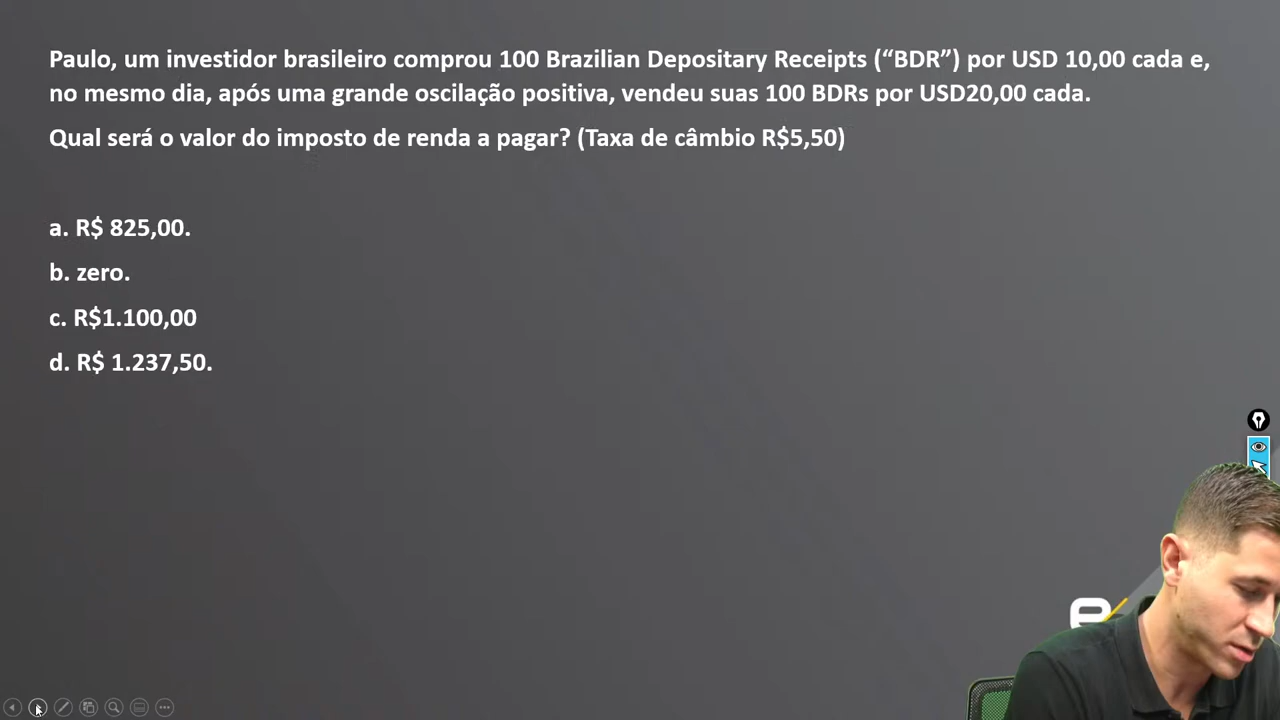 Paulo, um investidor brasileiro comprou 100 Brazilian Depositary Receipts (“BDR”) por USD 10,00 cada e,
no mesmo dia, após uma grande oscilação positiva, vendeu suas 100 BDRs por USD20,00 cada.
Qual será o valor do imposto de renda a pagar? (Taxa de câmbio R$5,50)
a. R$ 825,00.
b. zero.
c. R$1.100,00
d. R$ 1.237,50.